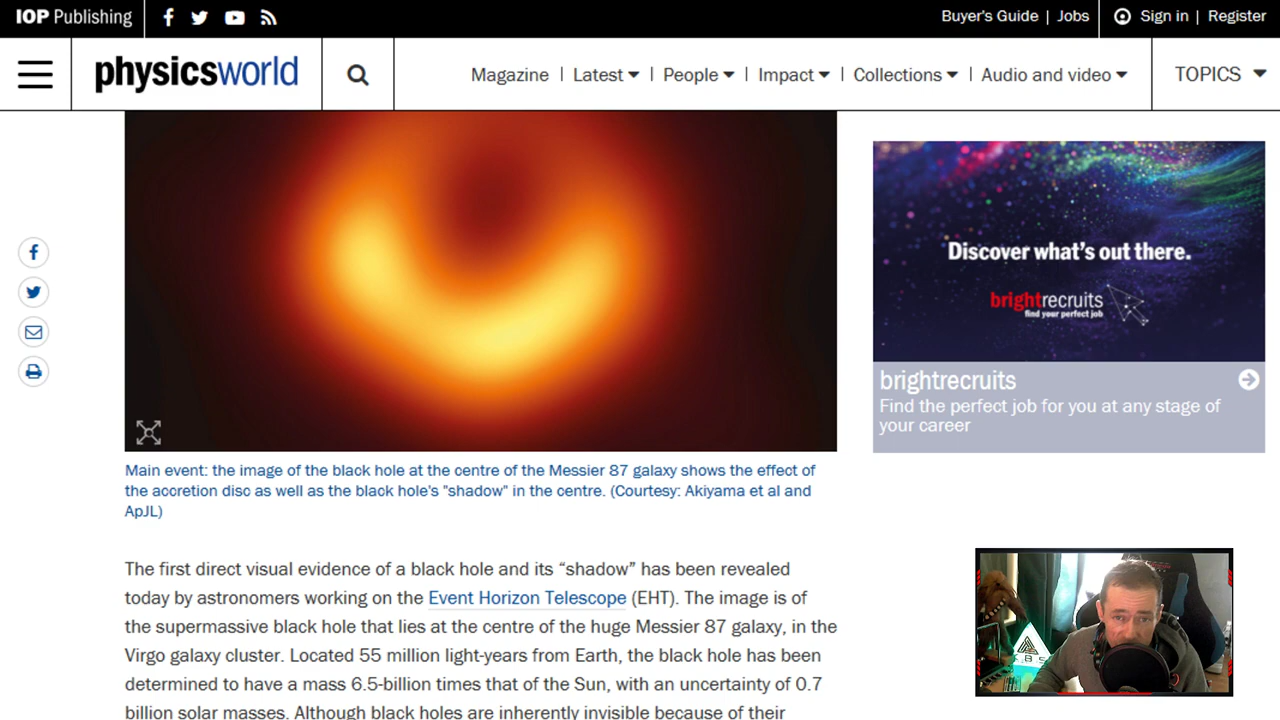 IOP Publishing
Buyer's Guide | Jobs
Sign in | Register
physicsworld
Magazine | Latest | People | Impact | Collections | Audio and video
TOPICS
Discover what's out there.
brightrecruits
find your perfect job
brightrecruits
Find the perfect job for you at any stage of
your career
Main event: the image of the black hole at the centre of the Messier 87 galaxy shows the effect of
the accretion disc as well as the black hole's "shadow" in the centre. (Courtesy: Akiyama et al and
ApJL)
The first direct visual evidence of a black hole and its “shadow” has been revealed
today by astronomers working on the Event Horizon Telescope (EHT). The image is of
the supermassive black hole that lies at the centre of the huge Messier 87 galaxy, in the
Virgo galaxy cluster. Located 55 million light-years from Earth, the black hole has been
determined to have a mass 6.5-billion times that of the Sun, with an uncertainty of 0.7
billion solar masses. Although black holes are inherently invisible because of their